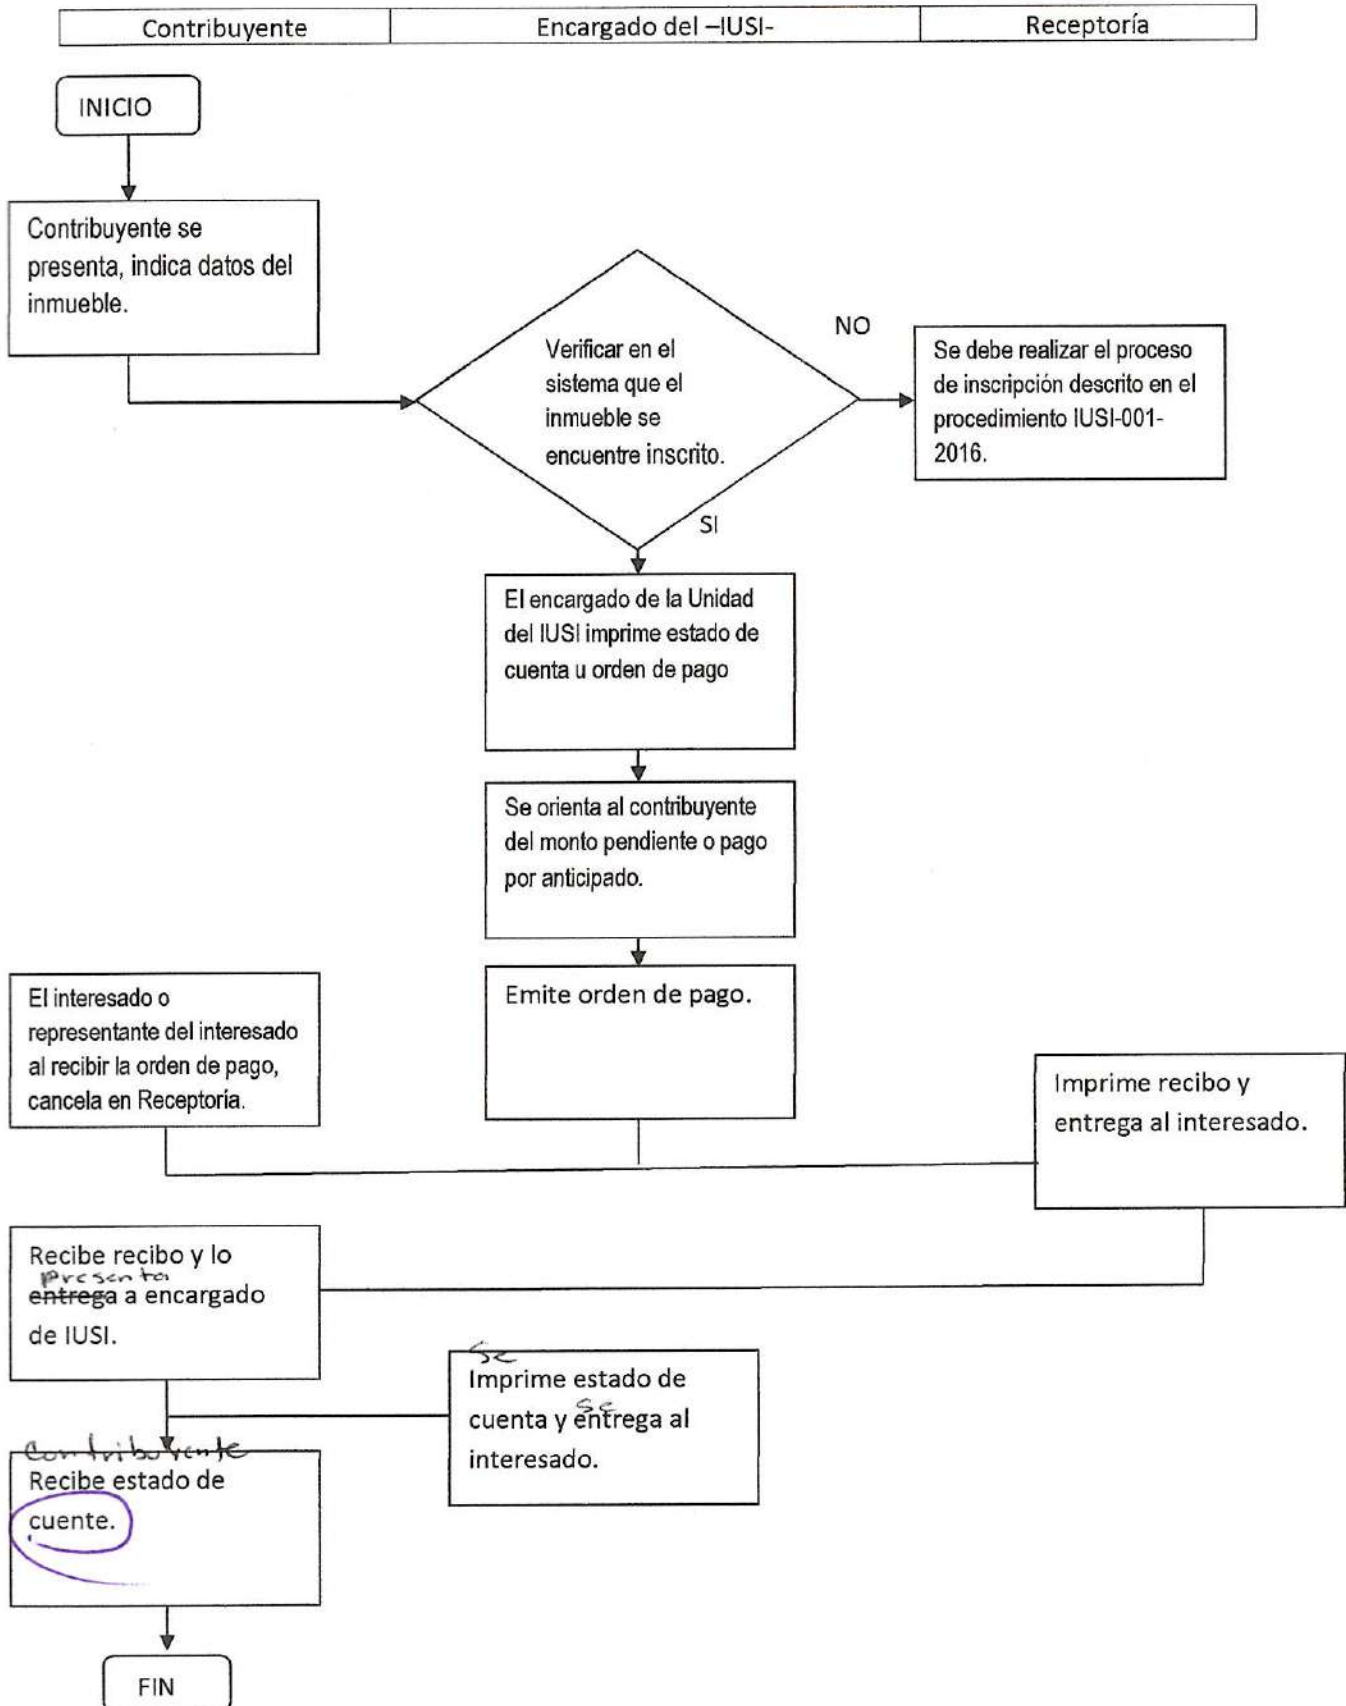 Contribuyente
Encargado del –IUSI-
Receptoría
INICIO
Contribuyente se
presenta, indica datos del
inmueble.
Verificar en el
sistema que el
inmueble se
encuentre inscrito.
NO
Se debe realizar el proceso
de inscripción descrito en el
procedimiento IUSI-001-
2016.
SI
El encargado de la Unidad
del IUSI imprime estado de
cuenta u orden de pago
Se orienta al contribuyente
del monto pendiente o pago
por anticipado.
Emite orden de pago.
El interesado o
representante del interesado
al recibir la orden de pago,
cancela en Receptoría.
Imprime recibo y
entrega al interesado.
Recibe recibo y lo
presenta
entrega a encargado
de IUSI.
Se
Imprime estado de
se
cuenta y entrega al
interesado.
Contribuyente
Recibe estado de
cuente.
FIN